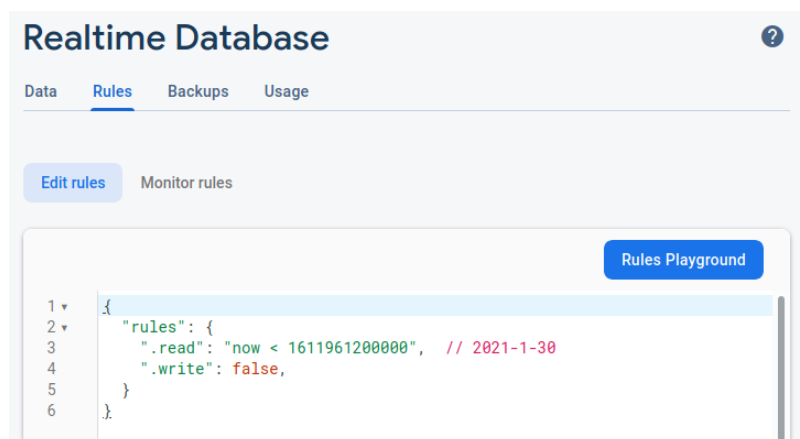 Realtime Database
Data Rules Backups Usage
Edit rules Monitor rules
Rules Playground
1 {
2 "rules": {
3 ".read": "now < 1611961200000",  // 2021-1-30
4 ".write": false,
5 }
6 }